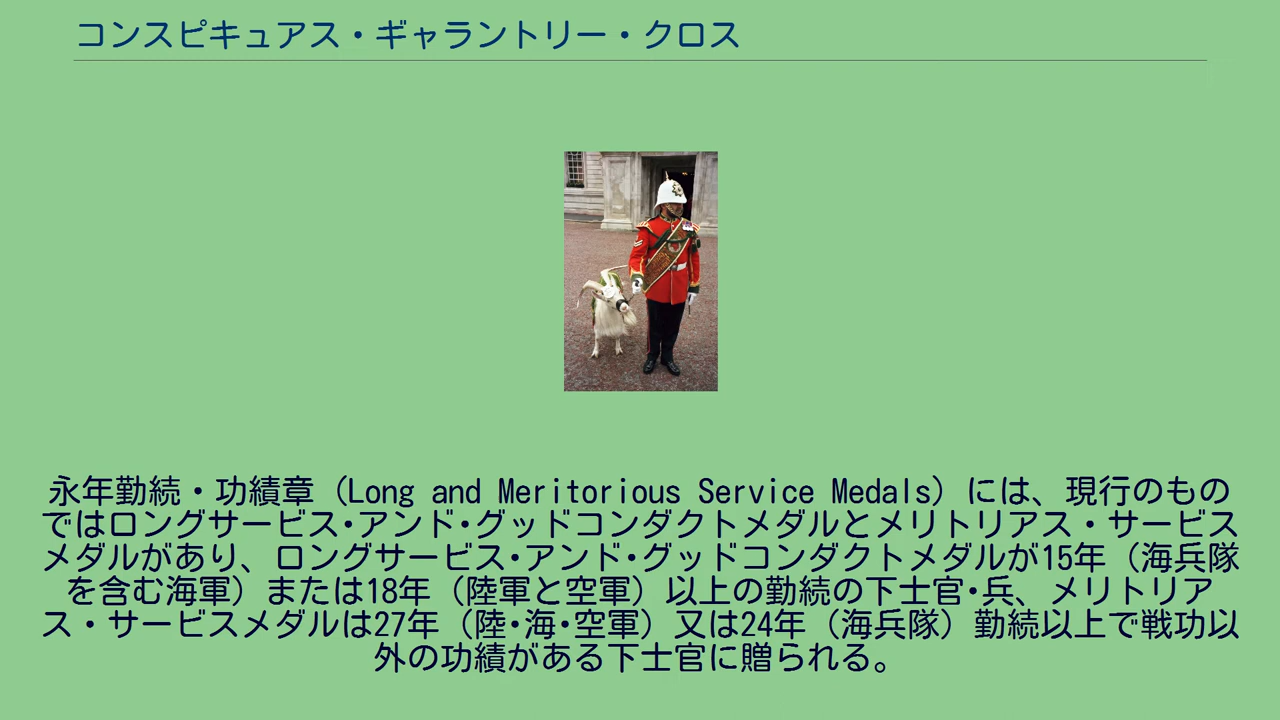 コンスピキュアス・ギャラントリー・クロス
永年勤続・功績章（Long and Meritorious Service Medals）には、現行のもの
ではロングサービス･アンド･グッドコンダクトメダルとメリトリアス・サービス
メダルがあり、ロングサービス･アンド･グッドコンダクトメダルが15年（海兵隊
を含む海軍）または18年（陸軍と空軍）以上の勤続の下士官･兵、メリトリア
ス・サービスメダルは27年（陸･海･空軍）又は24年（海兵隊）勤続以上で戦功以
外の功績がある下士官に贈られる。